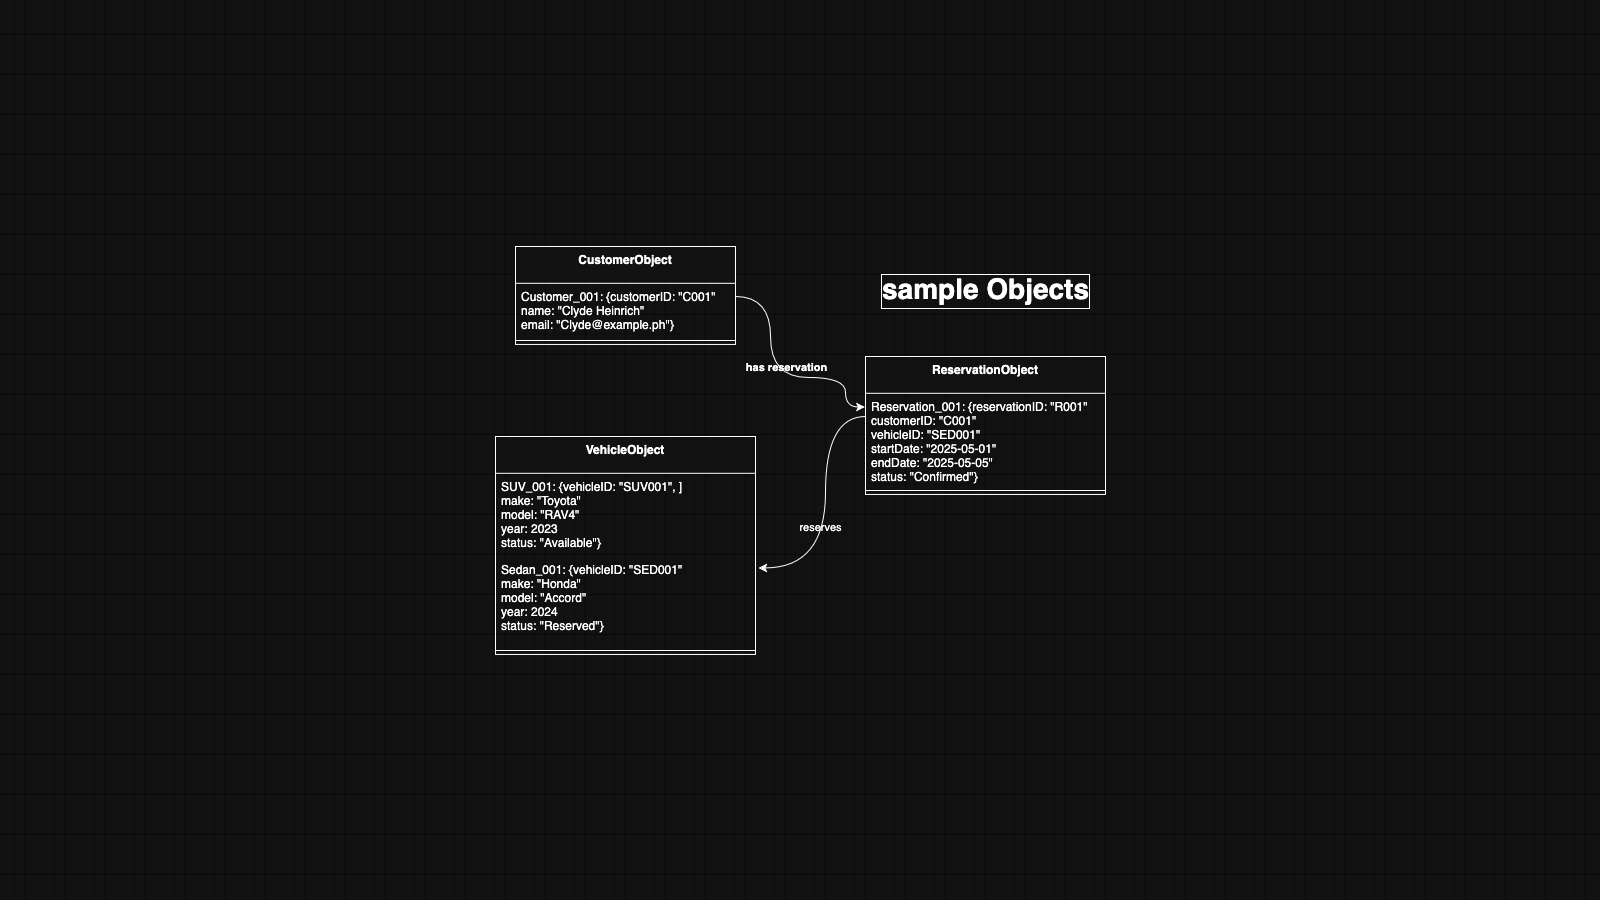 CustomerObject
Customer_001: {customerID: "C001"
name: "Clyde Heinrich"
email: "Clyde@example.ph"}
sample Objects
has reservation
ReservationObject
Reservation_001: {reservationID: "R001"
customerID: "C001"
vehicleID: "SED001"
startDate: "2025-05-01"
endDate: "2025-05-05"
status: "Confirmed"}
VehicleObject
SUV_001: {vehicleID: "SUV001", ]
make: "Toyota"
model: "RAV4"
year: 2023
status: "Available"}
Sedan_001: {vehicleID: "SED001"
make: "Honda"
model: "Accord"
year: 2024
status: "Reserved"}
reserves